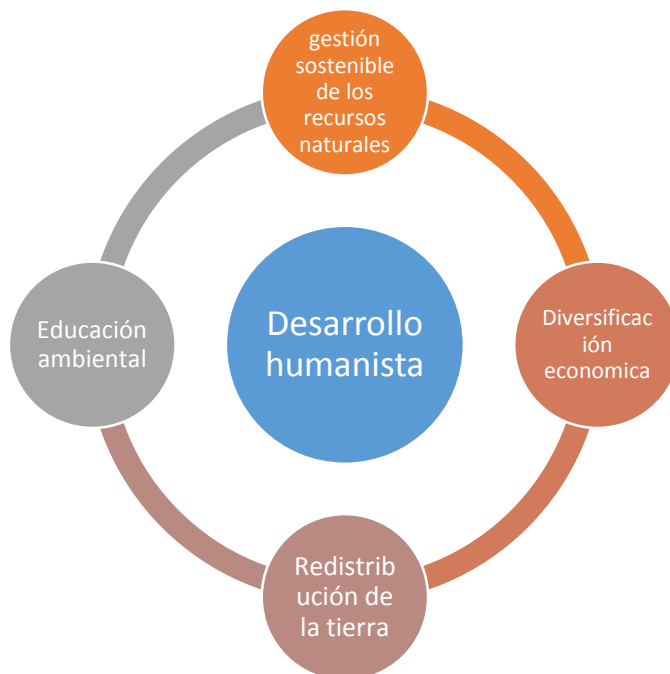 gestión
sostenible
de los
recursos
naturales
Educación
ambiental
Desarrollo
humanista
Diversificac
ión
economica
Redistrib
ución de
la tierra